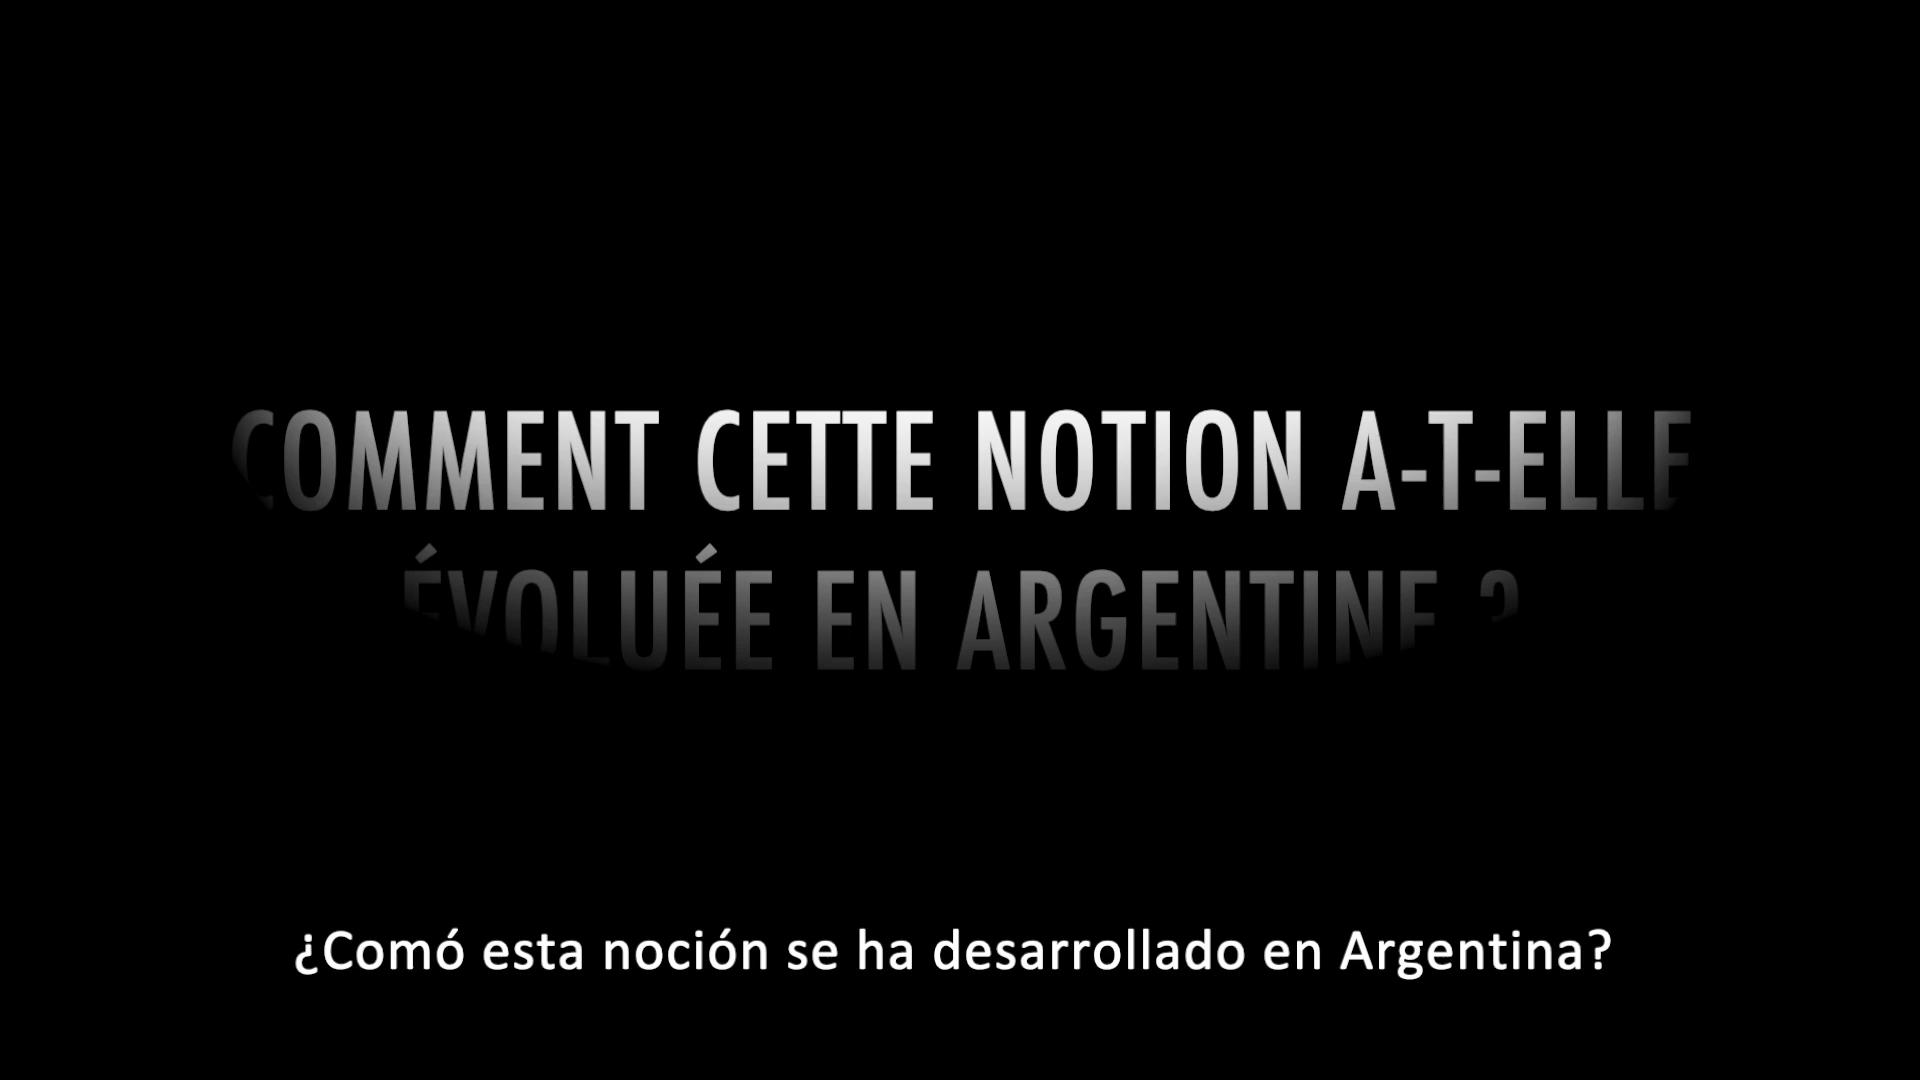 COMMENT CETTE NOTION A-T-ELLE
ÉVOLUÉE EN ARGENTINE ?
¿Comó esta noción se ha desarrollado en Argentina?